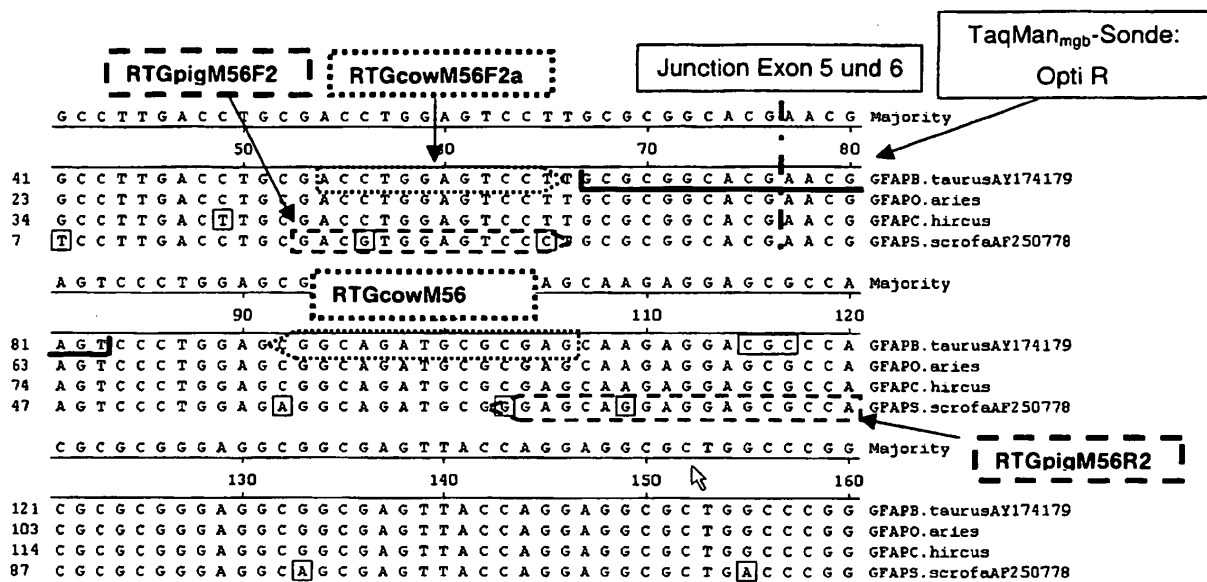 TaqMan mgb-Sonde:
Opti R
Junction Exon 5 und 6
RTGpigM56F2
RTGcowM56F2a
G C C T T G A C C T G C G A C C T G G A G T C C T T G C G C G G C A C G A A C G Majority
50 60 70 80
41 G C C T T G A C C T G C G A C C T G G A G T C C T T G C G C G G C A C G A A C G GFAPB.taurusAY174179
23 G C C T T G A C C T G C G A C C T G G A G T C C T T G C G C G G C A C G A A C G GFAPO.aries
34 G C C T T G A C T T G C G A C C T G G A G T C C T T G C G C G G C A C G A A C G GFAPC.hircus
7 T C C T T G A C C T G C G A C G T G G A G T C C C T G C G C G G C A C G A A C G GFAPS.scrofaAF250778
A G T C C C T G G A G C G A G C A A G A G G A G C G C C A Majority
RTGcowM56
90 110 120
81 A G T C C C T G G A G C G G C A G A T G C G C G A G C A A G A G G A C G C C C A GFAPB.taurusAY174179
63 A G T C C C T G G A G C G G C A G A T G C G C G A G C A A G A G G A G C G C C A GFAPO.aries
74 A G T C C C T G G A G C G G C A G A T G C G C G A G C A A G A G G A G C G C C A GFAPC.hircus
47 A G T C C C T G G A G A G G C A G A T G C G G G A G C A G G A G G A G C G C C A GFAPS.scrofaAF250778
C G C G C G G G A G G C G G C G A G T T A C C A G G A G G C G C T G G C C C G G Majority
RTGpigM56R2
130 140 150 160
121 C G C G C G G G A G G C G G C G A G T T A C C A G G A G G C G C T G G C C C G G GFAPB.taurusAY174179
103 C G C G C G G G A G G C G G C G A G T T A C C A G G A G G C G C T G G C C C G G GFAPO.aries
114 C G C G C G G G A G G C G G C G A G T T A C C A G G A G G C G C T G G C C C G G GFAPC.hircus
87 C G C G C G G G A G G C A G C G A G T T A C C A G G A G G C G C T G A C C C G G GFAPS.scrofaAF250778